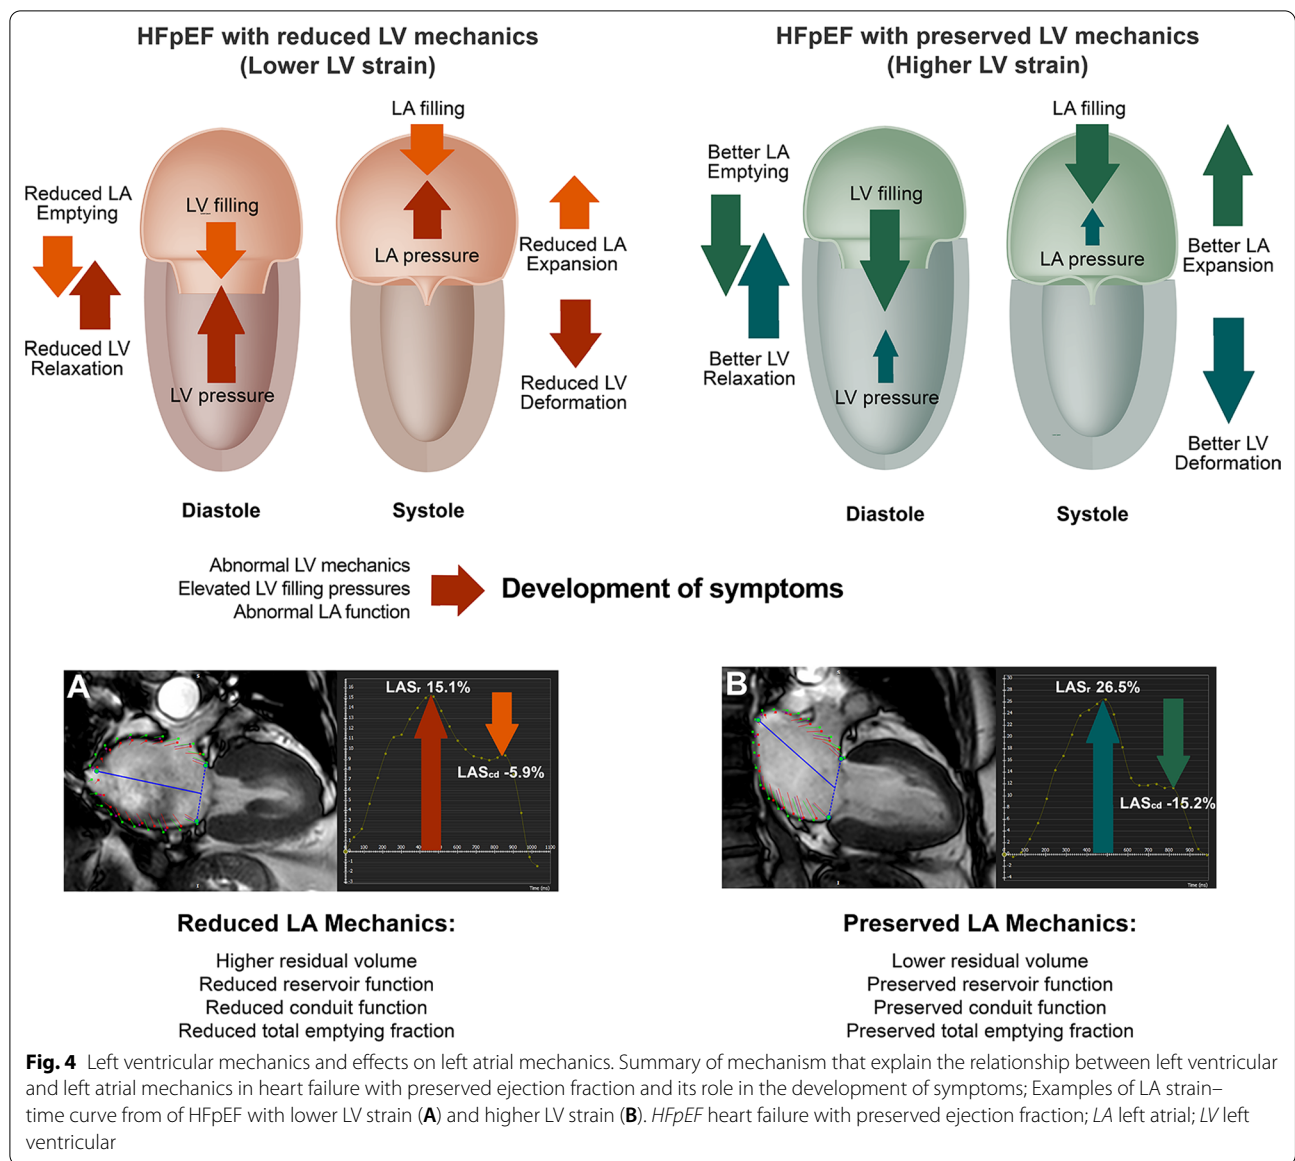 HFpEF with reduced LV mechanics
(Lower LV strain)
LA filling
Reduced LA
Emptying
LV filling
LA pressure
Reduced LA
Expansion
Reduced LV
Relaxation
LV pressure
Reduced LV
Deformation
Diastole
Systole
HFpEF with preserved LV mechanics
(Higher LV strain)
LA filling
Better LA
Emptying
LV filling
LA pressure
Better LA
Expansion
Better LV
Relaxation
LV pressure
Better LV
Deformation
Diastole
Systole
Abnormal LV mechanics
Elevated LV filling pressures
Abnormal LA function
Development of symptoms
A
LASr 15.1%
LAScd -5.9%
Time (ms)
B
LASr 26.5%
LAScd -15.2%
Time (ms)
Reduced LA Mechanics:
Higher residual volume
Reduced reservoir function
Reduced conduit function
Reduced total emptying fraction
Preserved LA Mechanics:
Lower residual volume
Preserved reservoir function
Preserved conduit function
Preserved total emptying fraction
Fig. 4 Left ventricular mechanics and effects on left atrial mechanics. Summary of mechanism that explain the relationship between left ventricular
and left atrial mechanics in heart failure with preserved ejection fraction and its role in the development of symptoms; Examples of LA strain–
time curve from of HFpEF with lower LV strain (A) and higher LV strain (B). HFpEF heart failure with preserved ejection fraction; LA left atrial; LV left
ventricular